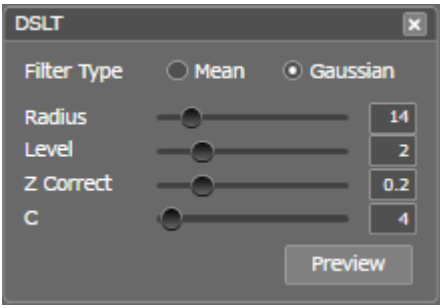 DSLT
Filter Type Mean Gaussian
Radius 14
Level 2
Z Correct 0.2
C 4
Preview